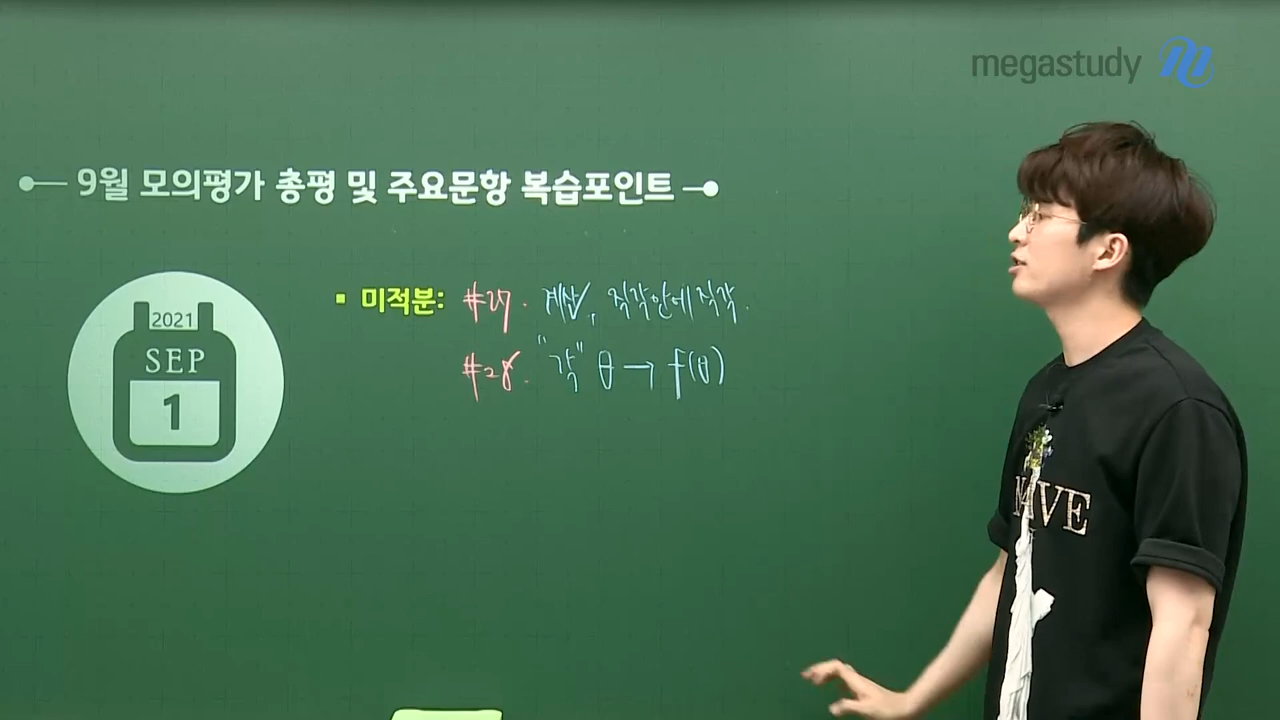 megastudy
9월 모의평가 총평 및 주요문항 복습포인트
2021
SEP
1
▪ 미적분: #27. 계산, 직각안에 직각.
#28. "각" θ → f(θ)
NAIVE